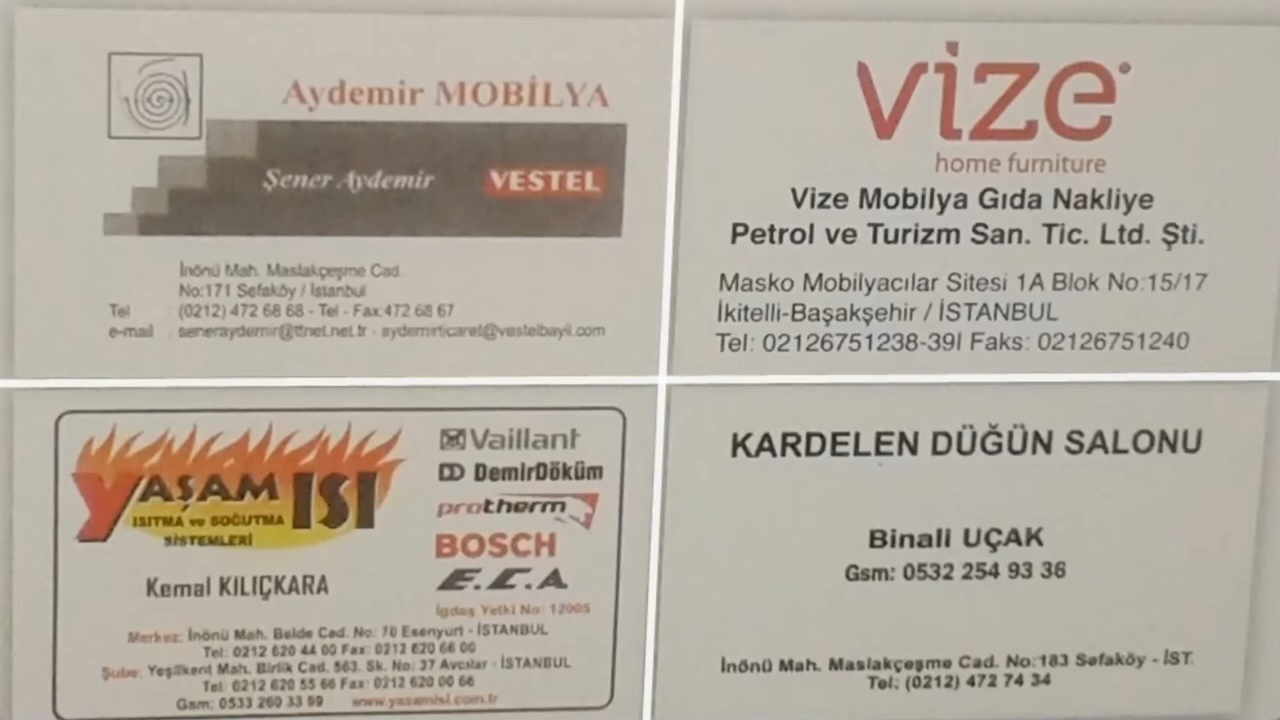 Aydemir MOBİLYA
Şener Aydemir VESTEL
İnönü Mah. Maslakçeşme Cad.
No:171 Sefaköy / İstanbul
Tel : (0212) 472 68 68 - Tel - Fax:472 68 67
e-mail : seneraydemir@ttnet.net.tr - aydemirticaret@vestelbayii.com
vize
home furniture
Vize Mobilya Gıda Nakliye
Petrol ve Turizm San. Tic. Ltd. Şti.
Masko Mobilyacılar Sitesi 1A Blok No:15/17
İkitelli-Başakşehir / İSTANBUL
Tel: 02126751238-39I Faks: 02126751240
YAŞAM ISI
ISITMA ve SOĞUTMA
SİSTEMLERİ
Kemal KILIÇKARA
Vaillant
DemirDöküm
protherm
BOSCH
E.C.A
İgdaş Yetki No: 12005
Merkez: İnönü Mah. Belde Cad. No: 78 Esenyurt - İSTANBUL
Tel: 0212 620 44 00 Fax: 0212 620 66 00
Şube: Yeşilkent Mah. Birlik Cad. 563. Sk. No: 37 Avcılar - İSTANBUL
Tel: 0212 620 55 66 Fax: 0212 620 00 66
Gsm: 0533 260 33 99 www.yasamisi.com.tr
KARDELEN DÜĞÜN SALONU
Binali UÇAK
Gsm: 0532 254 93 36
İnönü Mah. Maslakçeşme Cad. No:183 Sefaköy - İST.
Tel: (0212) 472 74 34